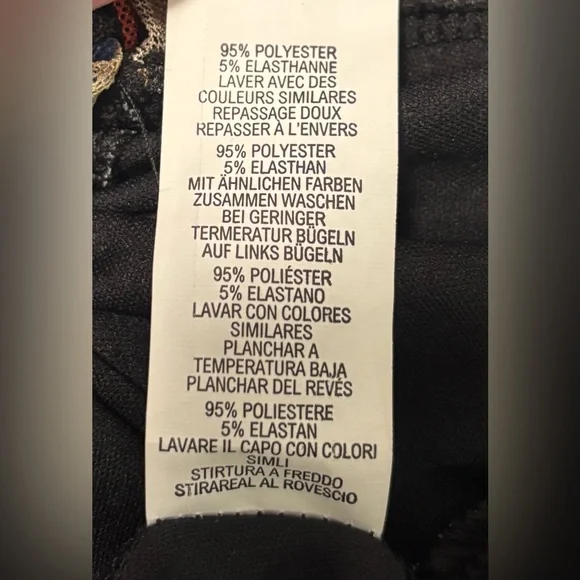 95% POLYESTER
5% ELASTHANNE
LAVER AVEC DES
COULEURS SIMILARES
REPASSAGE DOUX
REPASSER À L'ENVERS
95% POLYESTER
5% ELASTHAN
MIT ÄHNLICHEN FARBEN
ZUSAMMEN WASCHEN
BEI GERINGER
TERMERATUR BÜGELN
AUF LINKS BÜGELN
95% POLIÉSTER
5% ELASTANO
LAVAR CON COLORES
SIMILARES
PLANCHAR A
TEMPERATURA BAJA
PLANCHAR DEL REVÉS
95% POLIESTERE
5% ELASTAN
LAVARE IL CAPO CON COLORI
SIMLI
STIRTURA A FREDDO
STIRAREAL AL ROVESCIO